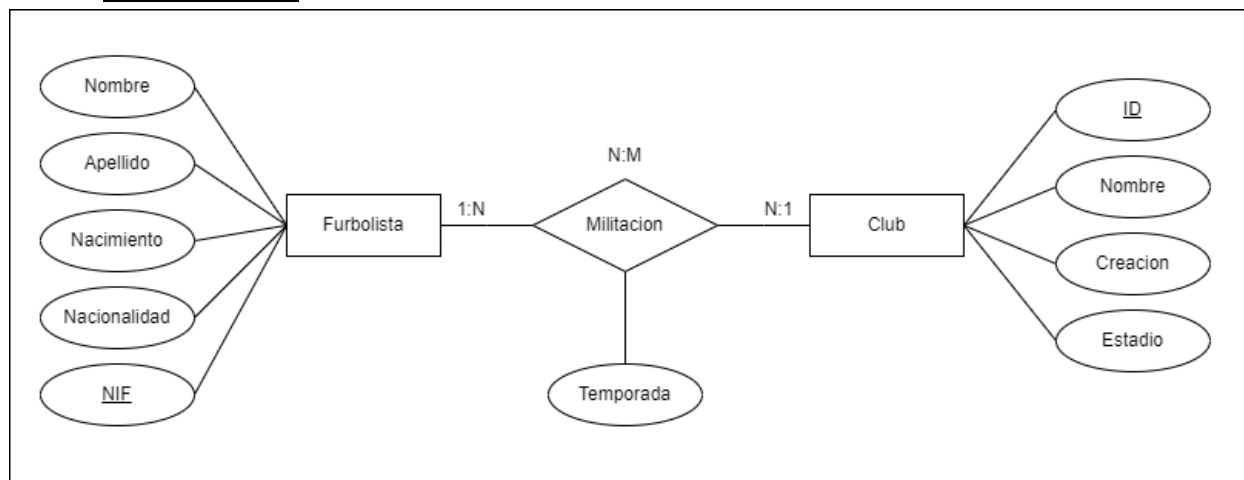 Nombre
Apellido
Nacimiento
Nacionalidad
NIF
Furbolista
1:N
N:M
Militacion
Temporada
N:1
Club
ID
Nombre
Creacion
Estadio